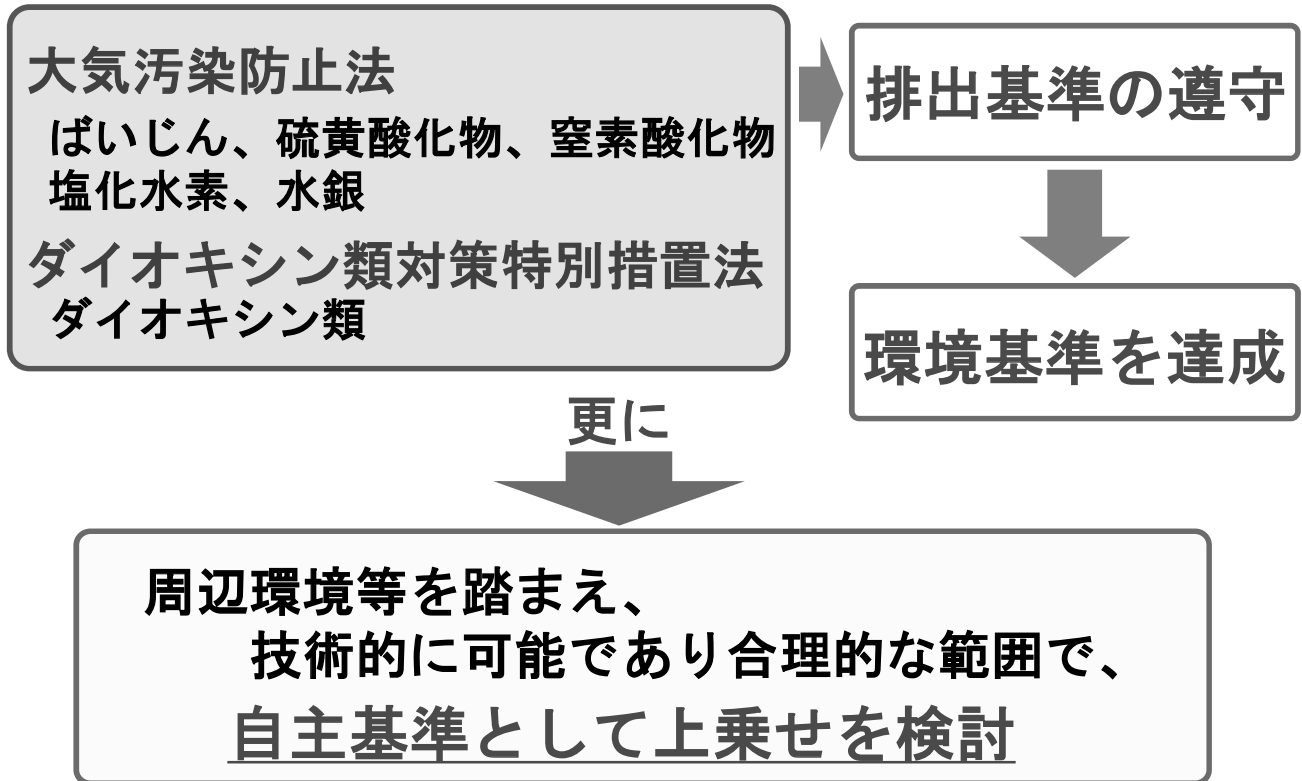 大気汚染防止法
ばいじん、硫黄酸化物、窒素酸化物
塩化水素、水銀
ダイオキシン類対策特別措置法
ダイオキシン類
排出基準の遵守
環境基準を達成
更に
周辺環境等を踏まえ、
技術的に可能であり合理的な範囲で、
自主基準として上乗せを検討